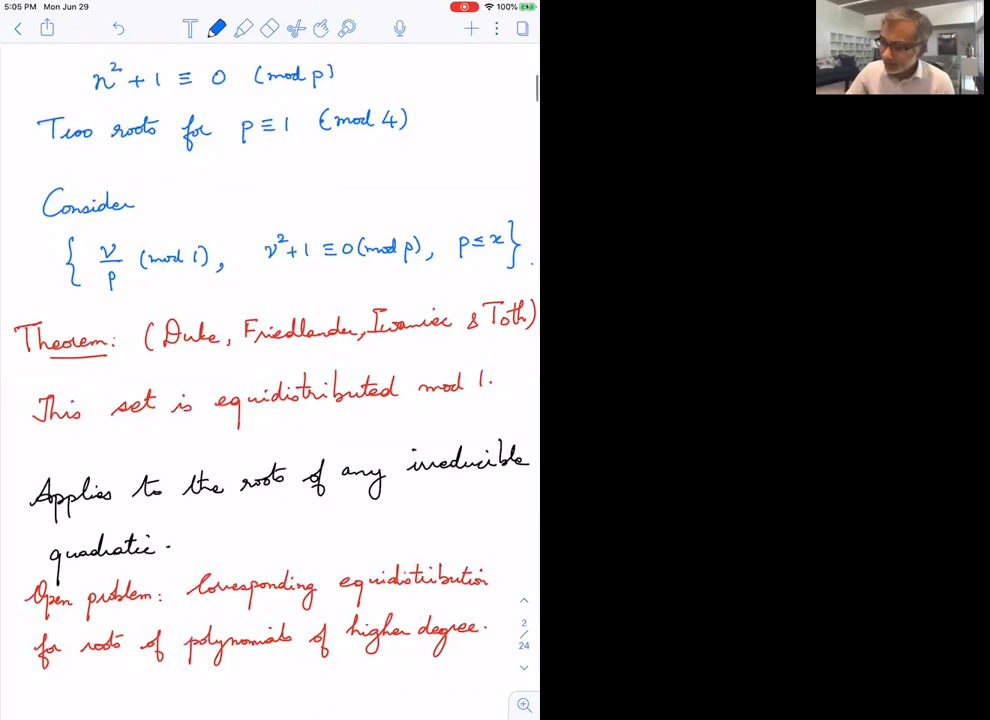 5:05 PM Mon Jun 29
100%
n² + 1 ≡ 0 (mod p)
Two roots for p ≡ 1 (mod 4)
Consider
{ ν/p (mod 1), ν² + 1 ≡ 0 (mod p), p ≤ x } .
Theorem: (Duke, Friedlander, Iwaniec & Toth)
This set is equidistributed mod 1.
Applies to the roots of any irreducible
quadratic.
Open problem: Corresponding equidistribution
for roots of polynomials of higher degree.
2
/
24